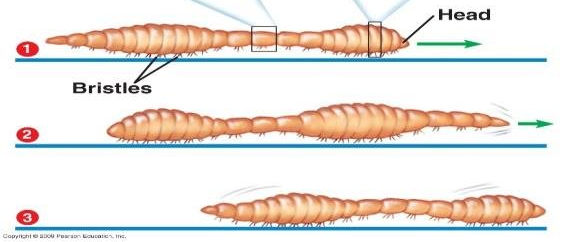 Head
1
Bristles
2
3
Copyright © 2009 Pearson Education, Inc.